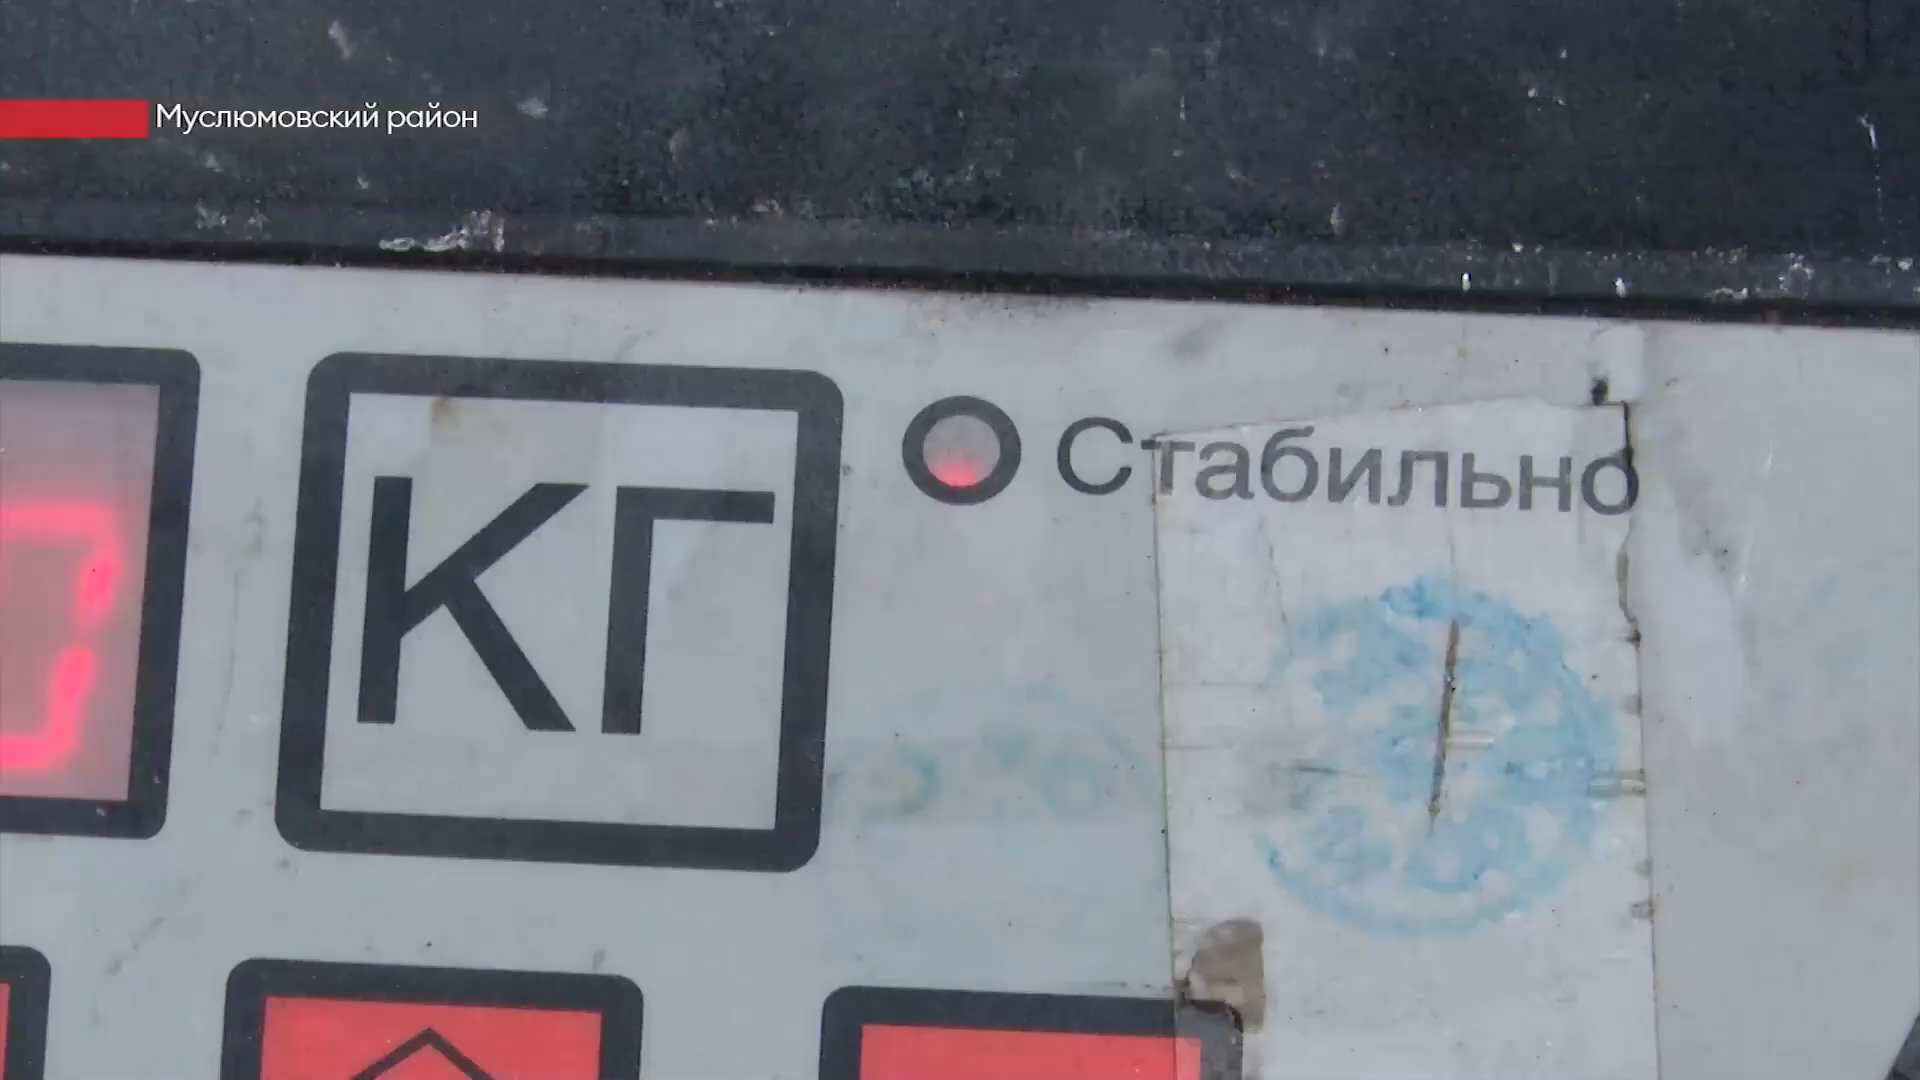 Муслюмовский район
КГ
Стабильно